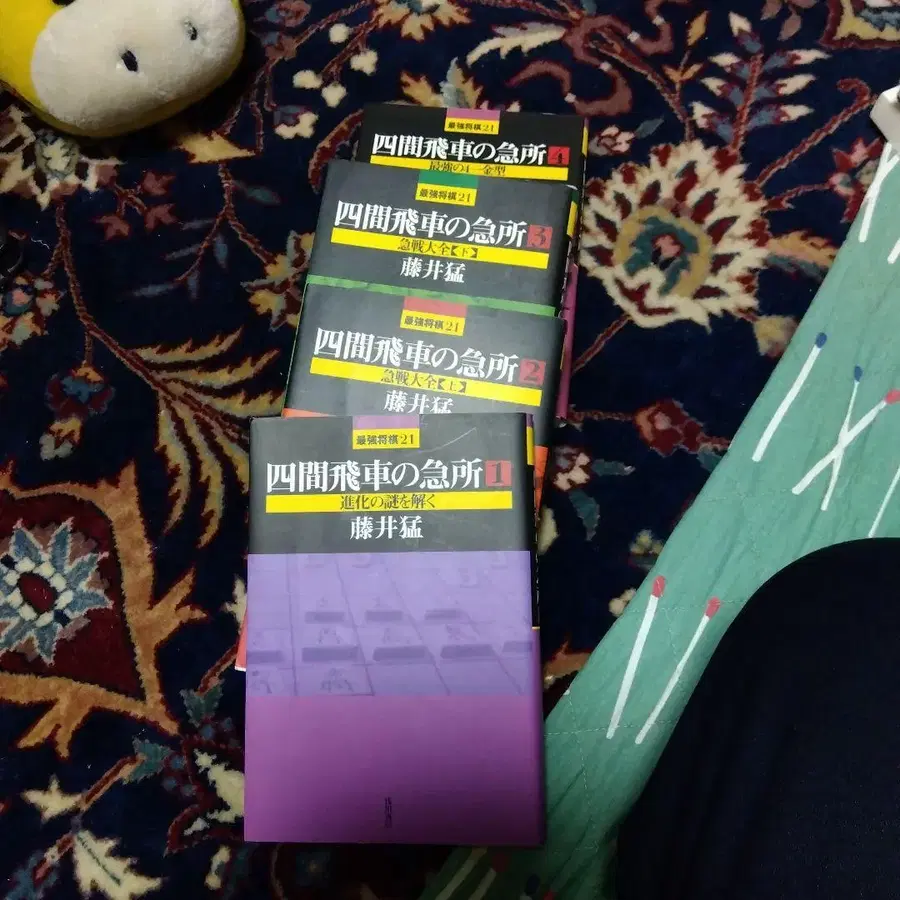 最強将棋21
四間飛車の急所4
最強の4一金型
最強将棋21
四間飛車の急所3
急戦大全【下】
藤井猛
最強将棋21
四間飛車の急所2
急戦大全【上】
藤井猛
最強将棋21
四間飛車の急所1
進化の謎を解く
藤井猛